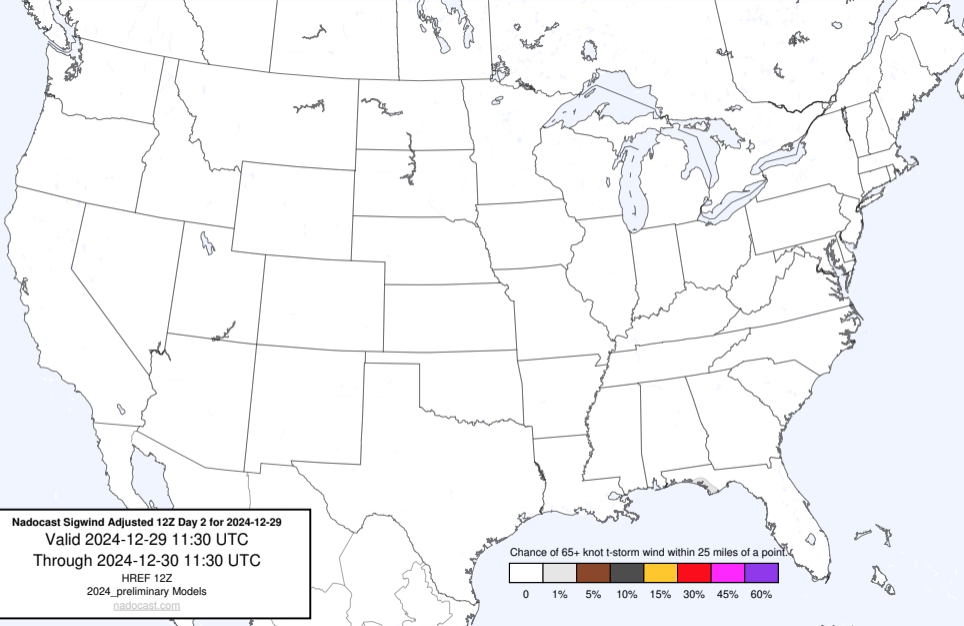 Nadocast Sigwind Adjusted 12Z Day 2 for 2024-12-29
Valid 2024-12-29 11:30 UTC
Through 2024-12-30 11:30 UTC
HREF 12Z
2024_preliminary Models
nadocast.com
Chance of 65+ knot t-storm wind within 25 miles of a point.
0 1% 5% 10% 15% 30% 45% 60%